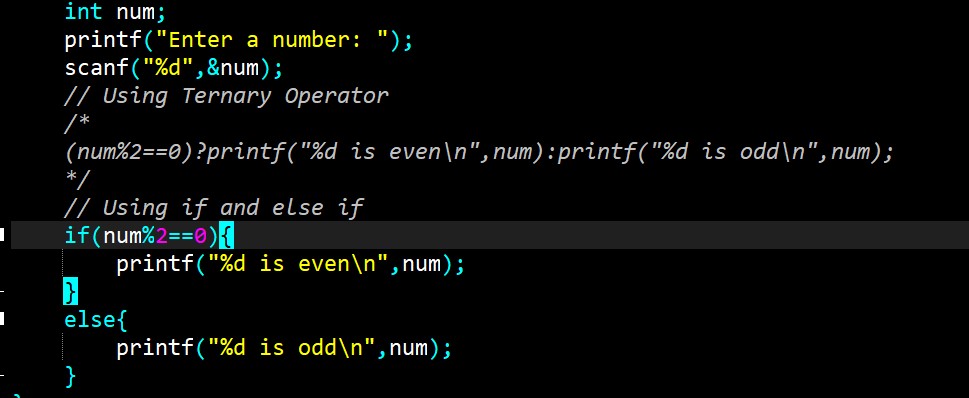 int num;
printf("Enter a number: ");
scanf("%d",&num);
// Using Ternary Operator
/*
(num%2==0)?printf("%d is even\n",num):printf("%d is odd\n",num);
*/
// Using if and else if
if(num%2==0){
printf("%d is even\n",num);
}
else{
printf("%d is odd\n",num);
}